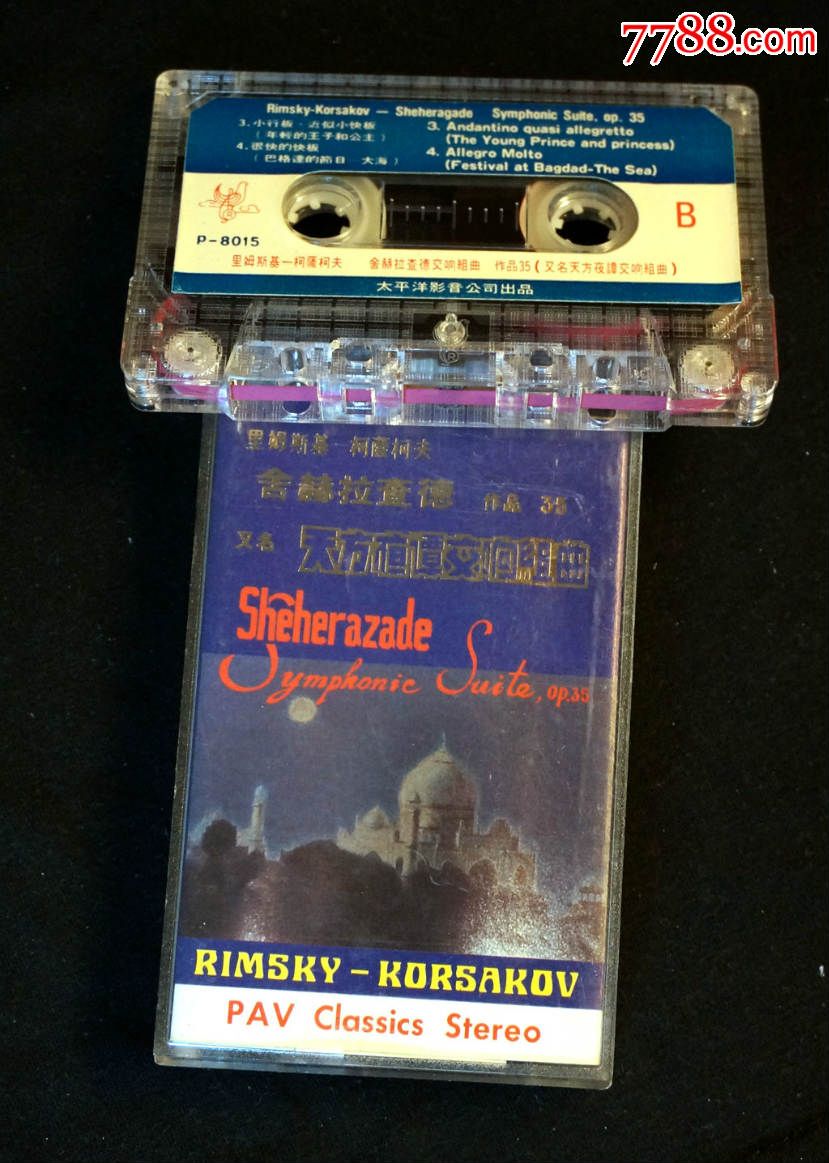 7788.com
Rimsky-Korsakov — Sheheragade Symphonic Suite, op. 35
3. 小行板·近似小快板
(年輕的王子和公主)
4. 很快的快板
(巴格達的節日—大海)
3. Andantino quasi allegretto
(The Young Prince and princess)
4. Allegro Molto
(Festival at Bagdad-The Sea)
P-8015
B
里姆斯基—柯薩柯夫 舍赫拉查德交响組曲 作品35(又名天方夜譚交响組曲)
太平洋影音公司出品
里姆斯基—柯薩柯夫
舍赫拉查德 作品 35
又名 天方夜譚交响組曲
Sheherazade
Symphonic Suite, op.35
RIMSKY – KORSAKOV
PAV Classics Stereo